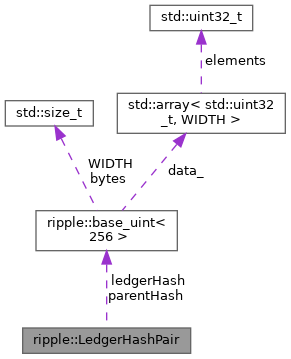 std::uint32_t
elements
std::size_t
std::array< std::uint32
_t, WIDTH >
WIDTH
bytes
data_
ripple::base_uint<
256 >
ledgerHash
parentHash
ripple::LedgerHashPair